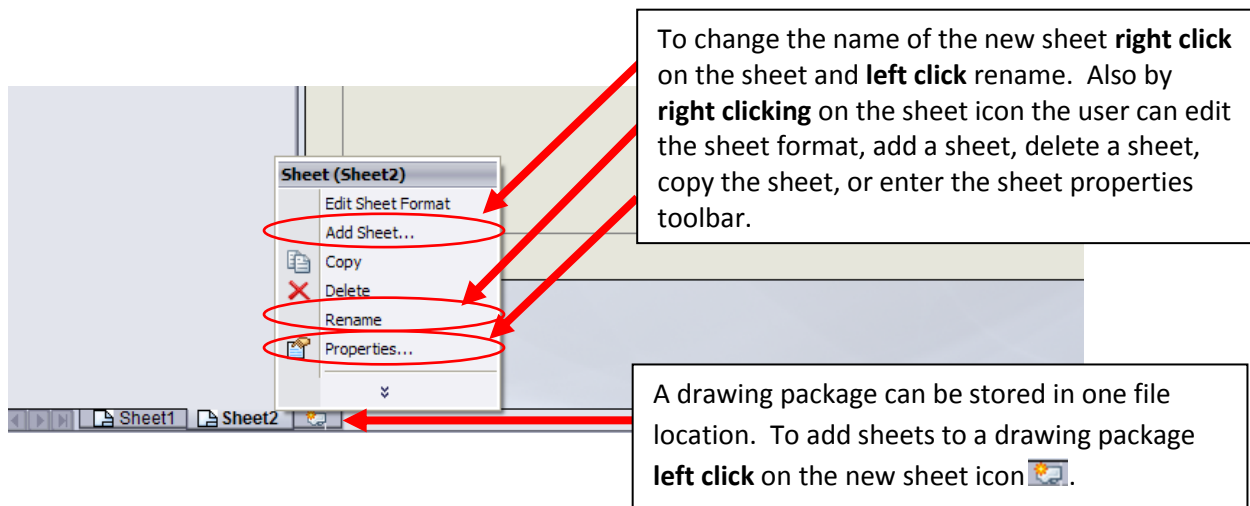 To change the name of the new sheet right click
on the sheet and left click rename.  Also by
right clicking on the sheet icon the user can edit
the sheet format, add a sheet, delete a sheet,
copy the sheet, or enter the sheet properties
toolbar.
Sheet (Sheet2)
Edit Sheet Format
Add Sheet...
Copy
Delete
Rename
Properties...
A drawing package can be stored in one file
location.  To add sheets to a drawing package
left click on the new sheet icon.
Sheet1 Sheet2